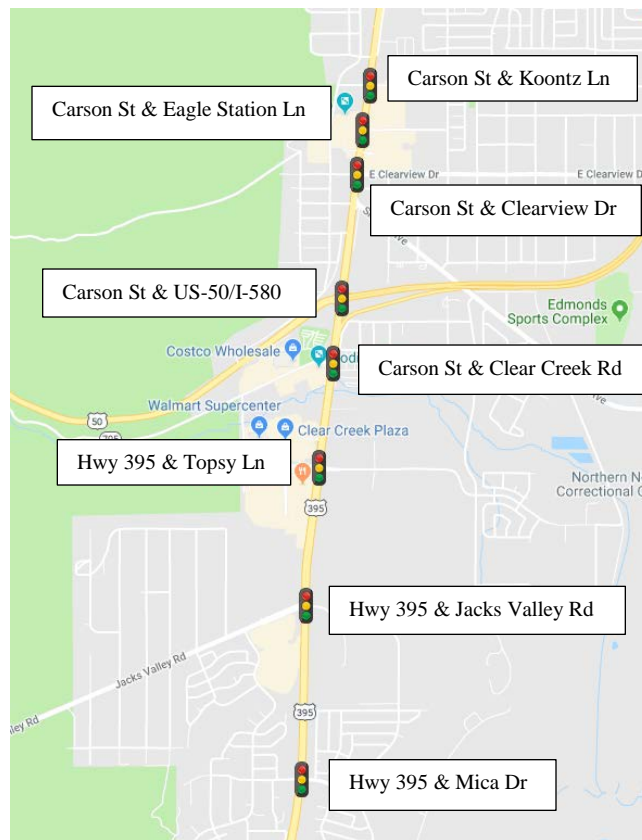 Carson St & Koontz Ln
Carson St & Eagle Station Ln
E Clearview Dr
E Clearview D
Carson St & Clearview Dr
Carson St & US-50/I-580
Edmonds
Sports Complex
Costco Wholesale
Carson St & Clear Creek Rd
50
Walmart Supercenter
Clear Creek Plaza
Hwy 395 & Topsy Ln
Northern Ne
Correctional C
395
Hwy 395 & Jacks Valley Rd
Jacks Valley Rd
ley Rd
395
Hwy 395 & Mica Dr